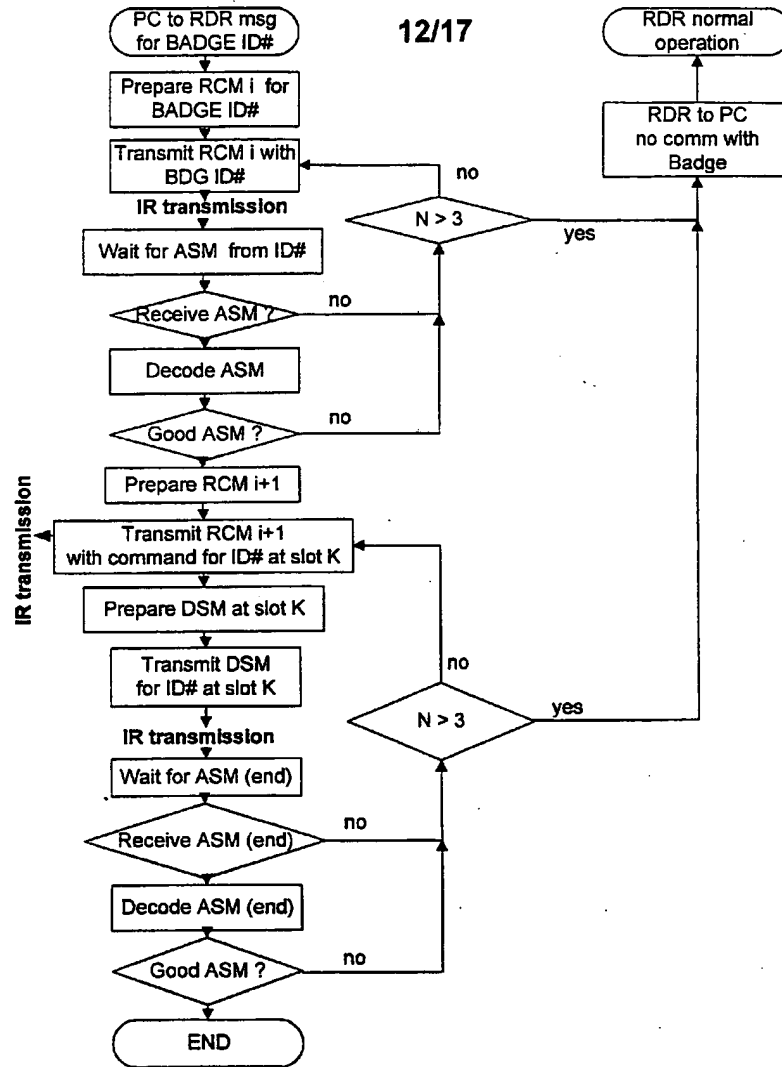 12/17
PC to RDR msg
for BADGE ID#
Prepare RCM i for
BADGE ID#
Transmit RCM i with
BDG ID#
IR transmission
Wait for ASM from ID#
Receive ASM ?
no
Decode ASM
Good ASM ?
no
Prepare RCM i+1
Transmit RCM i+1
with command for ID# at slot K
IR transmission
Prepare DSM at slot K
Transmit DSM
for ID# at slot K
IR transmission
Wait for ASM (end)
Receive ASM (end)
no
Decode ASM (end)
Good ASM ?
no
END
no
N > 3
yes
no
N > 3
yes
RDR normal
operation
RDR to PC
no comm with
Badge